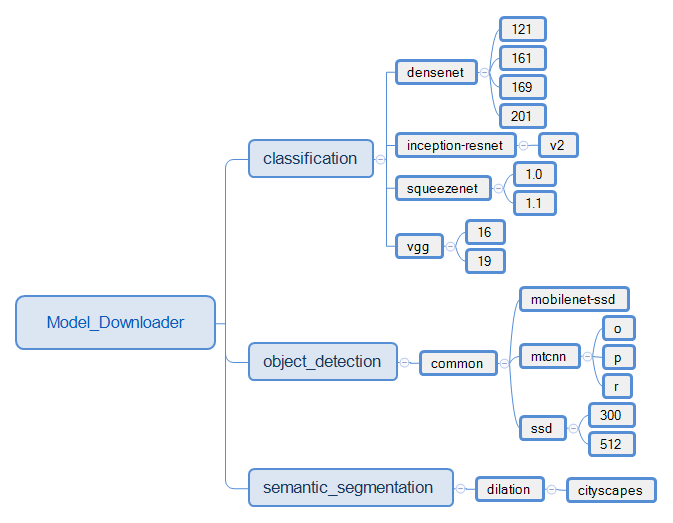 Model_Downloader
classification
densenet
121
161
169
201
inception-resnet
v2
squeezenet
1.0
1.1
vgg
16
19
object_detection
common
mobilenet-ssd
mtcnn
o
p
r
ssd
300
512
semantic_segmentation
dilation
cityscapes